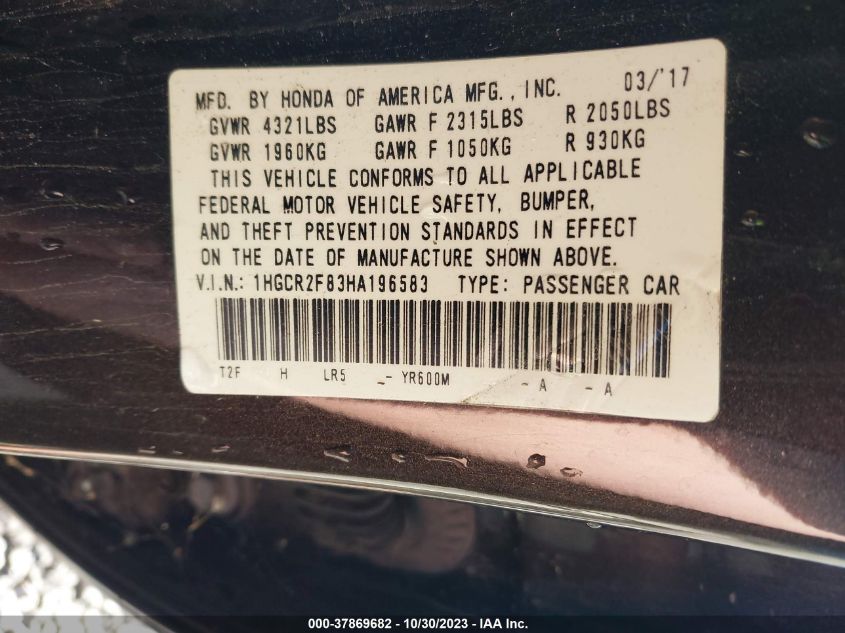 MFD. BY HONDA OF AMERICA MFG., INC. 03/'17
GVWR 4321LBS GAWR F 2315LBS R 2050LBS
GVWR 1960KG GAWR F 1050KG R 930KG
THIS VEHICLE CONFORMS TO ALL APPLICABLE
FEDERAL MOTOR VEHICLE SAFETY, BUMPER,
AND THEFT PREVENTION STANDARDS IN EFFECT
ON THE DATE OF MANUFACTURE SHOWN ABOVE.
V.I.N.: 1HGCR2F83HA196583 TYPE: PASSENGER CAR
T2F H LR5 _- YR600M - A - A
000-37869682 - 10/30/2023 - IAA Inc.